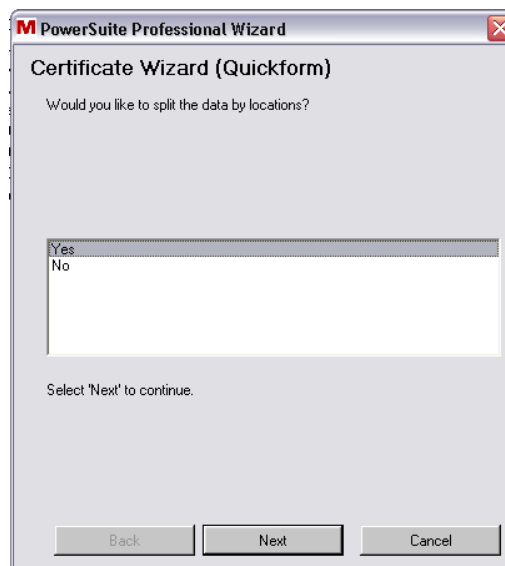 M PowerSuite Professional Wizard
Certificate Wizard (Quickform)
Would you like to split the data by locations?
Yes
No
Select 'Next' to continue.
Back
Next
Cancel